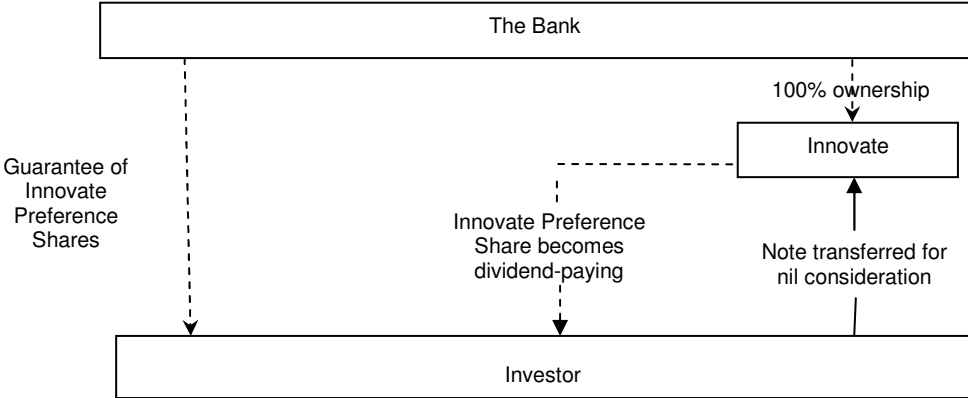 The Bank
100% ownership
Innovate
Guarantee of
Innovate
Preference
Shares
Innovate Preference
Share becomes
dividend-paying
Note transferred for
nil consideration
Investor